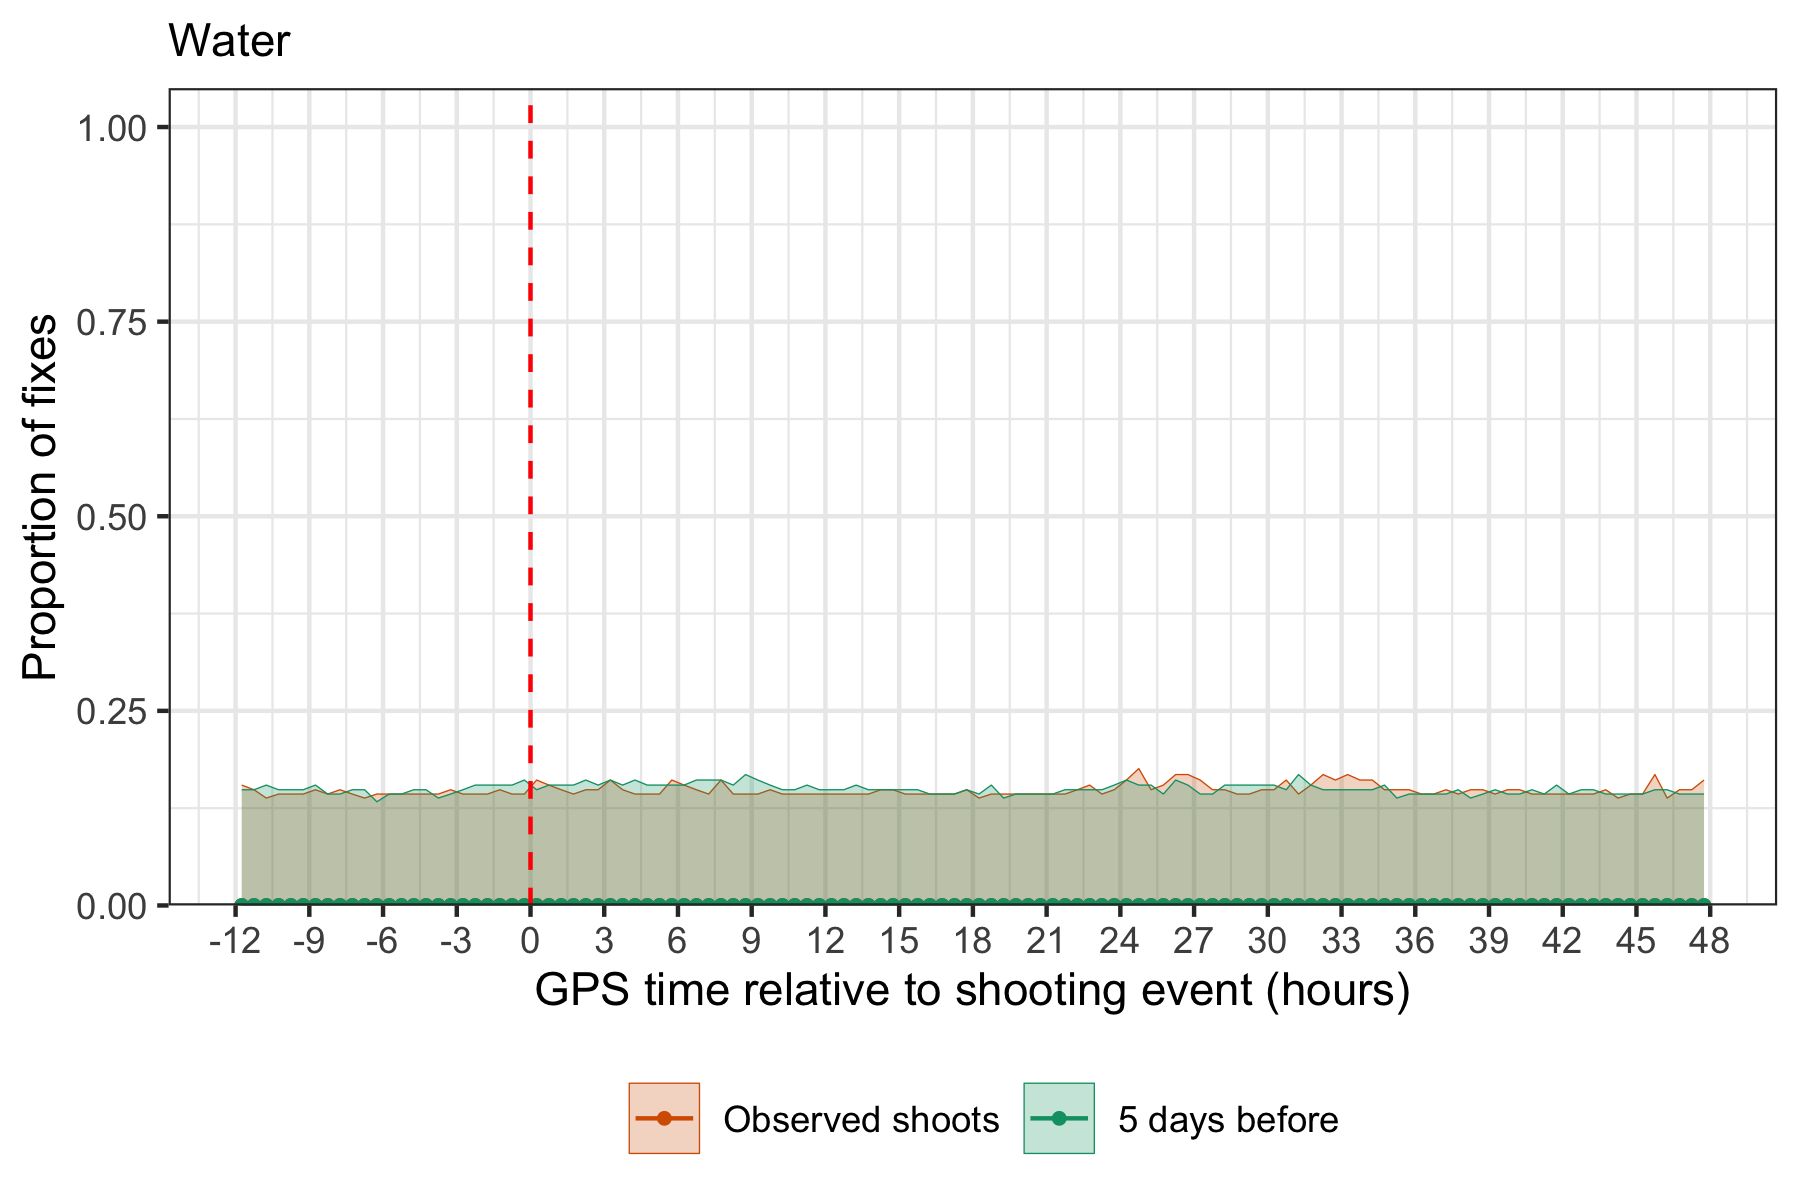 Water
Proportion of fixes
1.00
0.75
0.50
0.25
0.00
-12 -9 -6 -3 0 3 6 9 12 15 18 21 24 27 30 33 36 39 42 45 48
GPS time relative to shooting event (hours)
Observed shoots 5 days before